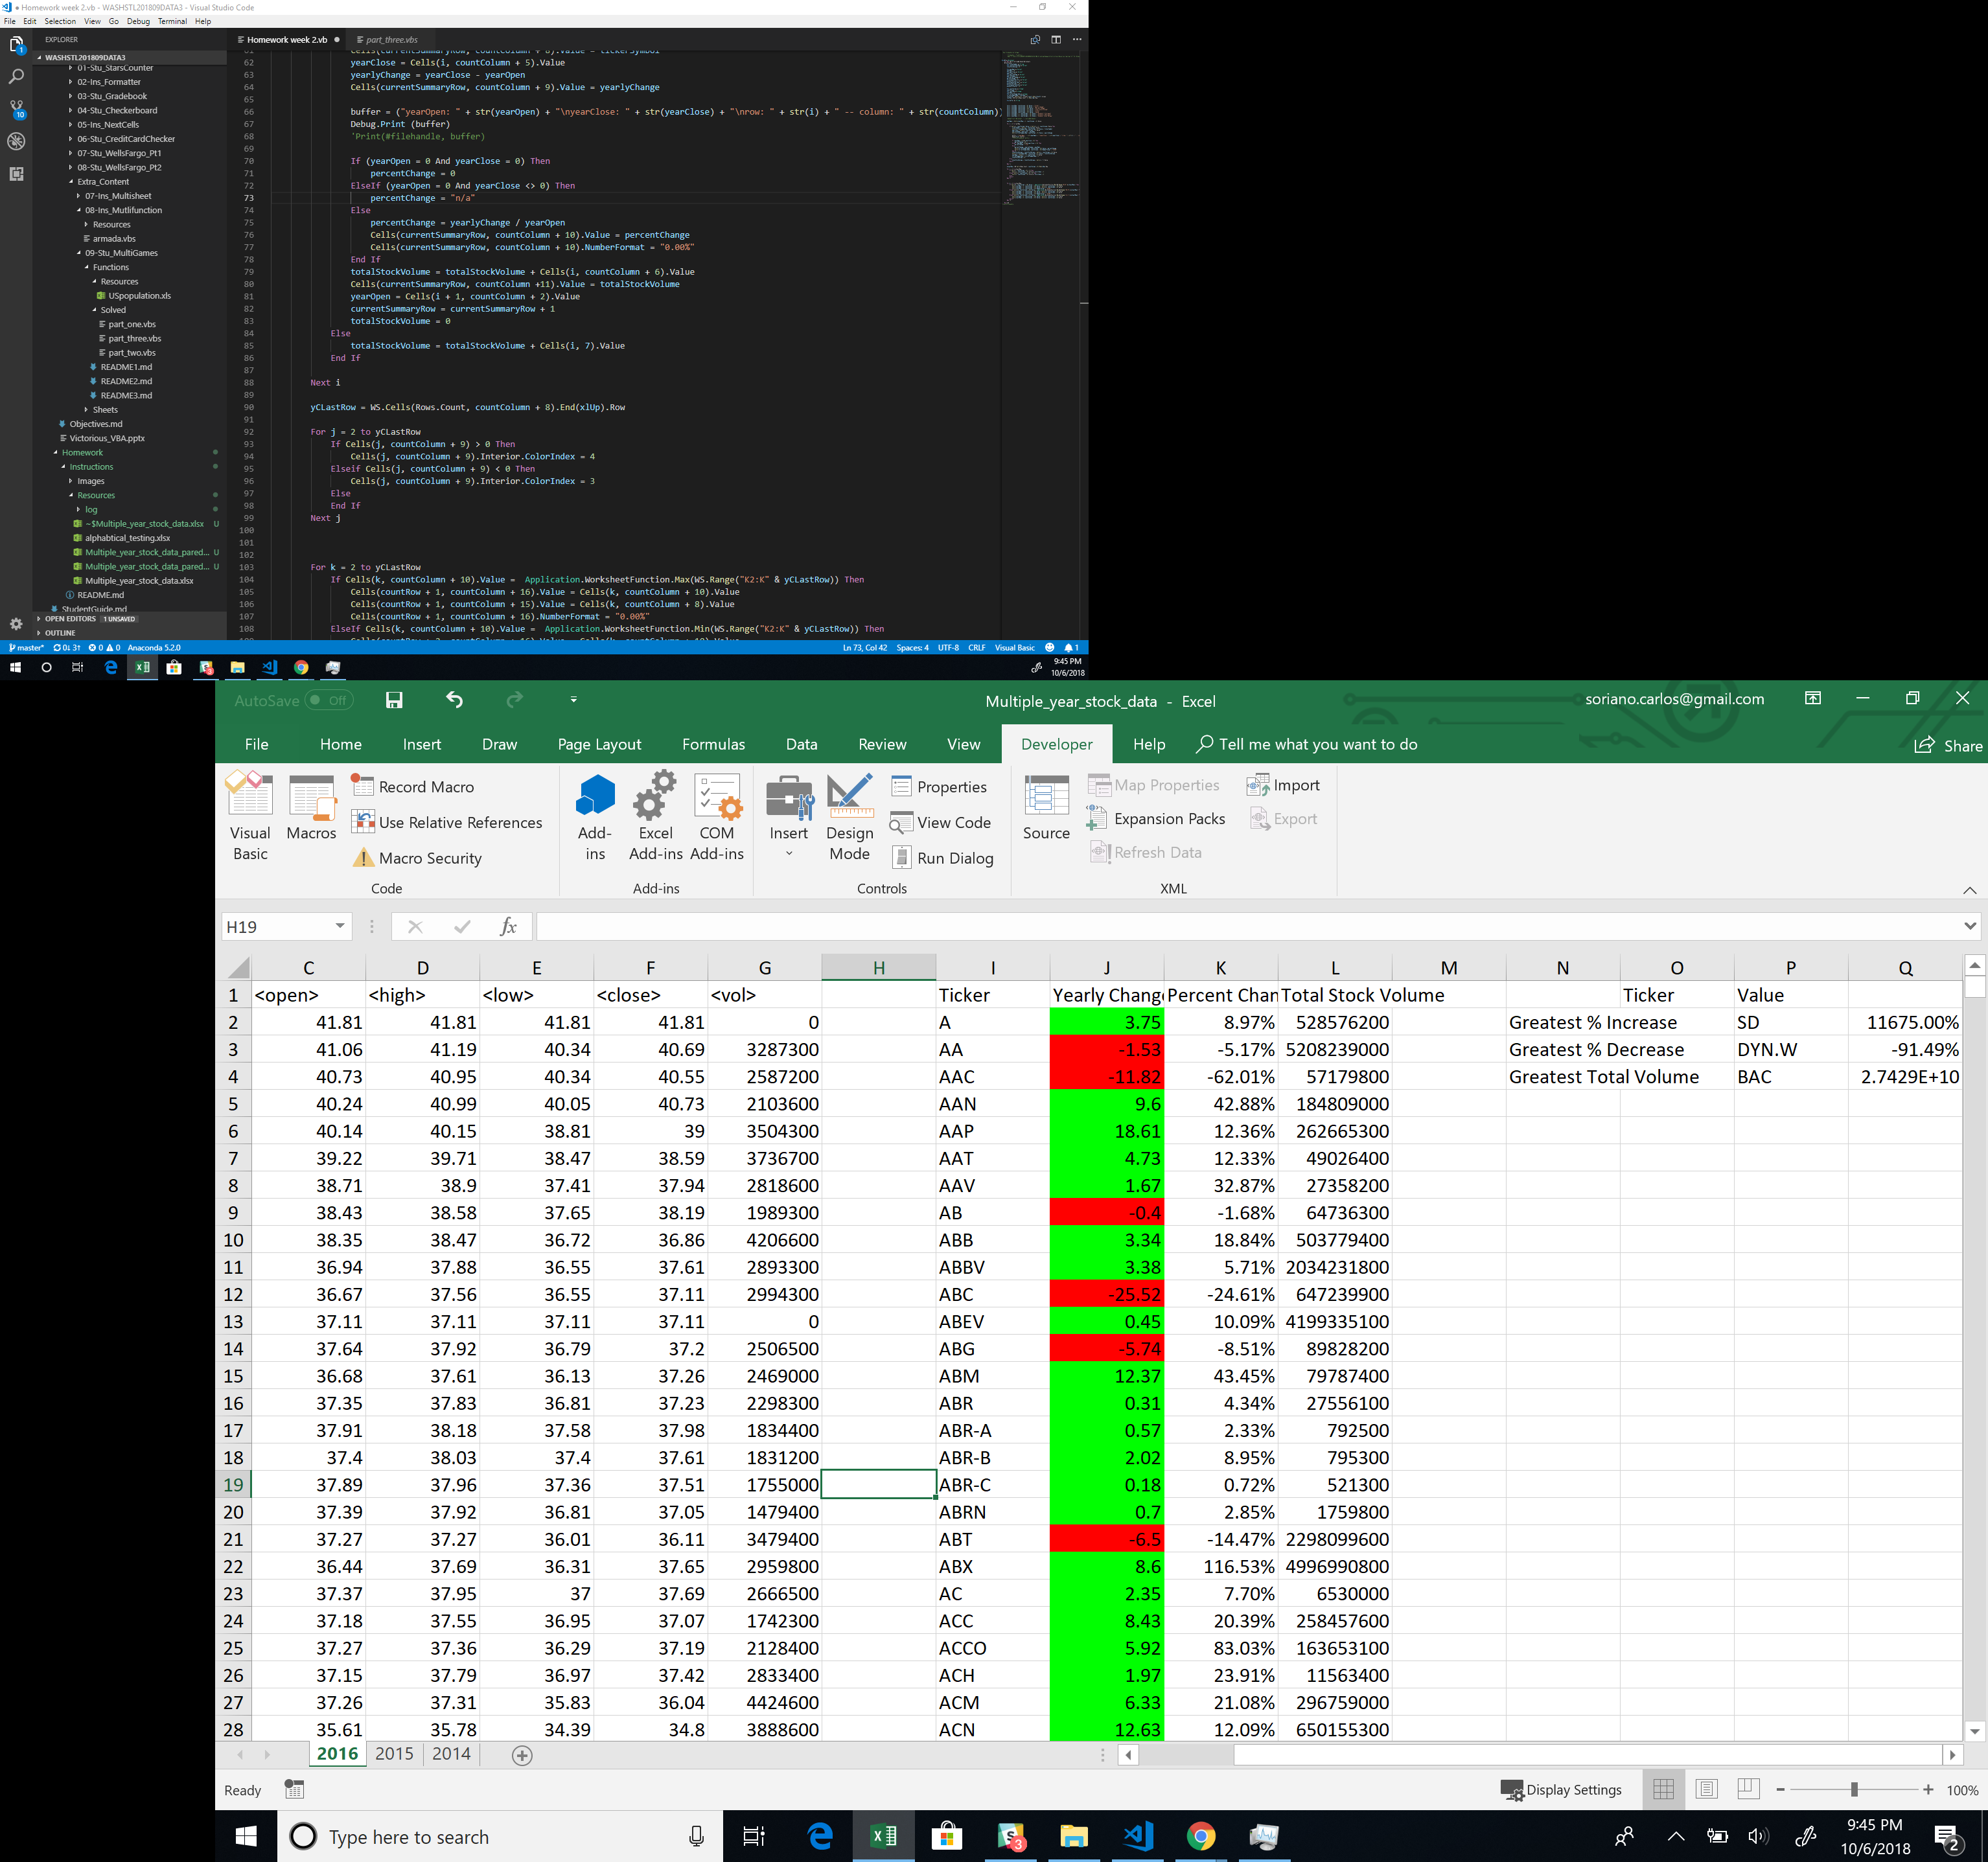 ● Homework week 2.vb - WASHSTL201809DATA3 - Visual Studio Code
File Edit Selection View Go Debug Terminal Help
EXPLORER
WASHSTL201809DATA3
01-Stu_StarsCounter
02-Ins_Formatter
03-Stu_Gradebook
04-Stu_Checkerboard
05-Ins_NextCells
06-Stu_CreditCardChecker
07-Stu_WellsFargo_Pt1
08-Stu_WellsFargo_Pt2
Extra_Content
07-Ins_Multisheet
08-Ins_Mutlifunction
Resources
armada.vbs
09-Stu_MultiGames
Functions
Resources
USpopulation.xls
Solved
part_one.vbs
part_three.vbs
part_two.vbs
README1.md
README2.md
README3.md
Sheets
Objectives.md
Victorious_VBA.pptx
Homework
Instructions
Images
Resources
log
~$Multiple_year_stock_data.xlsx U
alphabtical_testing.xlsx
Multiple_year_stock_data_pared... U
Multiple_year_stock_data_pared... U
Multiple_year_stock_data.xlsx
README.md
StudentGuide.md
OPEN EDITORS 1 UNSAVED
OUTLINE
1
10
Homework week 2.vb ● part_three.vbs
61 Cells(currentSummaryRow, countColumn + 8).Value = tickerSymbol
62 yearClose = Cells(i, countColumn + 5).Value
63 yearlyChange = yearClose - yearOpen
64 Cells(currentSummaryRow, countColumn + 9).Value = yearlyChange
65
66 buffer = ("yearOpen: " + str(yearOpen) + "\nyearClose: " + str(yearClose) + "\nrow: " + str(i) + " -- column: " + str(countColumn))
67 Debug.Print (buffer)
68 'Print(#filehandle, buffer)
69
70 If (yearOpen = 0 And yearClose = 0) Then
71 percentChange = 0
72 ElseIf (yearOpen = 0 And yearClose <> 0) Then
73 percentChange = "n/a"
74 Else
75 percentChange = yearlyChange / yearOpen
76 Cells(currentSummaryRow, countColumn + 10).Value = percentChange
77 Cells(currentSummaryRow, countColumn + 10).NumberFormat = "0.00%"
78 End If
79 totalStockVolume = totalStockVolume + Cells(i, countColumn + 6).Value
80 Cells(currentSummaryRow, countColumn +11).Value = totalStockVolume
81 yearOpen = Cells(i + 1, countColumn + 2).Value
82 currentSummaryRow = currentSummaryRow + 1
83 totalStockVolume = 0
84 Else
85 totalStockVolume = totalStockVolume + Cells(i, 7).Value
86 End If
87
88 Next i
89
90 yCLastRow = WS.Cells(Rows.Count, countColumn + 8).End(xlUp).Row
91
92 For j = 2 to yCLastRow
93 If Cells(j, countColumn + 9) > 0 Then
94 Cells(j, countColumn + 9).Interior.ColorIndex = 4
95 Elseif Cells(j, countColumn + 9) < 0 Then
96 Cells(j, countColumn + 9).Interior.ColorIndex = 3
97 Else
98 End If
99 Next j
100
101
102
103 For k = 2 to yCLastRow
104 If Cells(k, countColumn + 10).Value = Application.WorksheetFunction.Max(WS.Range("K2:K" & yCLastRow)) Then
105 Cells(countRow + 1, countColumn + 16).Value = Cells(k, countColumn + 10).Value
106 Cells(countRow + 1, countColumn + 15).Value = Cells(k, countColumn + 8).Value
107 Cells(countRow + 1, countColumn + 16).NumberFormat = "0.00%"
108 ElseIf Cells(k, countColumn + 10).Value = Application.WorksheetFunction.Min(WS.Range("K2:K" & yCLastRow)) Then
master* 0↓ 3↑ 0 0 Anaconda 5.2.0 Ln 73, Col 42 Spaces: 4 UTF-8 CRLF Visual Basic 1
9:45 PM
10/6/2018
AutoSave Off Multiple_year_stock_data - Excel soriano.carlos@gmail.com
File Home Insert Draw Page Layout Formulas Data Review View Developer Help Tell me what you want to do Share
Visual Basic Macros Record Macro Use Relative References Macro Security Code
Add-ins Excel Add-ins COM Add-ins Add-ins
Insert Design Mode Properties View Code Run Dialog Controls
Source Map Properties Expansion Packs Refresh Data Import Export XML
H19 fx
C D E F G H I J K L M N O P Q
1 <open> <high> <low> <close> <vol> Ticker Yearly Chang Percent Chan Total Stock Volume Ticker Value
2 41.81 41.81 41.81 41.81 0 A 3.75 8.97% 528576200 Greatest % Increase SD 11675.00%
3 41.06 41.19 40.34 40.69 3287300 AA -1.53 -5.17% 5208239000 Greatest % Decrease DYN.W -91.49%
4 40.73 40.95 40.34 40.55 2587200 AAC -11.82 -62.01% 57179800 Greatest Total Volume BAC 2.7429E+10
5 40.24 40.99 40.05 40.73 2103600 AAN 9.6 42.88% 184809000
6 40.14 40.15 38.81 39 3504300 AAP 18.61 12.36% 262665300
7 39.22 39.71 38.47 38.59 3736700 AAT 4.73 12.33% 49026400
8 38.71 38.9 37.41 37.94 2818600 AAV 1.67 32.87% 27358200
9 38.43 38.58 37.65 38.19 1989300 AB -0.4 -1.68% 64736300
10 38.35 38.47 36.72 36.86 4206600 ABB 3.34 18.84% 503779400
11 36.94 37.88 36.55 37.61 2893300 ABBV 3.38 5.71% 2034231800
12 36.67 37.56 36.55 37.11 2994300 ABC -25.52 -24.61% 647239900
13 37.11 37.11 37.11 37.11 0 ABEV 0.45 10.09% 4199335100
14 37.64 37.92 36.79 37.2 2506500 ABG -5.74 -8.51% 89828200
15 36.68 37.61 36.13 37.26 2469000 ABM 12.37 43.45% 79787400
16 37.35 37.83 36.81 37.23 2298300 ABR 0.31 4.34% 27556100
17 37.91 38.18 37.58 37.98 1834400 ABR-A 0.57 2.33% 792500
18 37.4 38.03 37.4 37.61 1831200 ABR-B 2.02 8.95% 795300
19 37.89 37.96 37.36 37.51 1755000 ABR-C 0.18 0.72% 521300
20 37.39 37.92 36.81 37.05 1479400 ABRN 0.7 2.85% 1759800
21 37.27 37.27 36.01 36.11 3479400 ABT -6.5 -14.47% 2298099600
22 36.44 37.69 36.31 37.65 2959800 ABX 8.6 116.53% 4996990800
23 37.37 37.95 37 37.69 2666500 AC 2.35 7.70% 6530000
24 37.18 37.55 36.95 37.07 1742300 ACC 8.43 20.39% 258457600
25 37.27 37.36 36.29 37.19 2128400 ACCO 5.92 83.03% 163653100
26 37.15 37.79 36.97 37.42 2833400 ACH 1.97 23.91% 11563400
27 37.26 37.31 35.83 36.04 4424600 ACM 6.33 21.08% 296759000
28 35.61 35.78 34.39 34.8 3888600 ACN 12.63 12.09% 650155300
2016 2015 2014
Ready Display Settings 100%
Type here to search 3 9:45 PM
10/6/2018 2